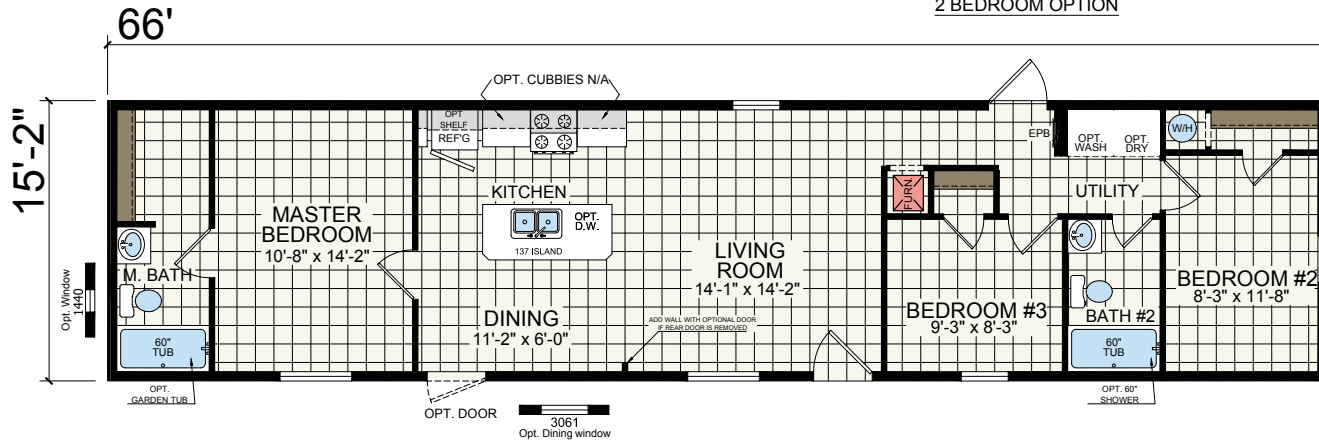 2 BEDROOM OPTION
66'
15'-2"
OPT. CUBBIES N/A
OPT
SHELF
REF'G
EPB
OPT.
WASH
OPT.
DRY
W/H
KITCHEN
OPT.
D.W.
137 ISLAND
FURN.
UTILITY
MASTER
BEDROOM
10'-8" x 14'-2"
LIVING
ROOM
14'-1" x 14'-2"
M. BATH
BEDROOM #2
8'-3" x 11'-8"
BEDROOM #3
9'-3" x 8'-3"
BATH #2
Opt. Window
1440
DINING
11'-2" x 6'-0"
ADD WALL WITH OPTIONAL DOOR
IF REAR DOOR IS REMOVED
60"
TUB
60"
TUB
OPT.
GARDEN TUB
OPT. DOOR
OPT. 60"
SHOWER
3061
Opt. Dining window